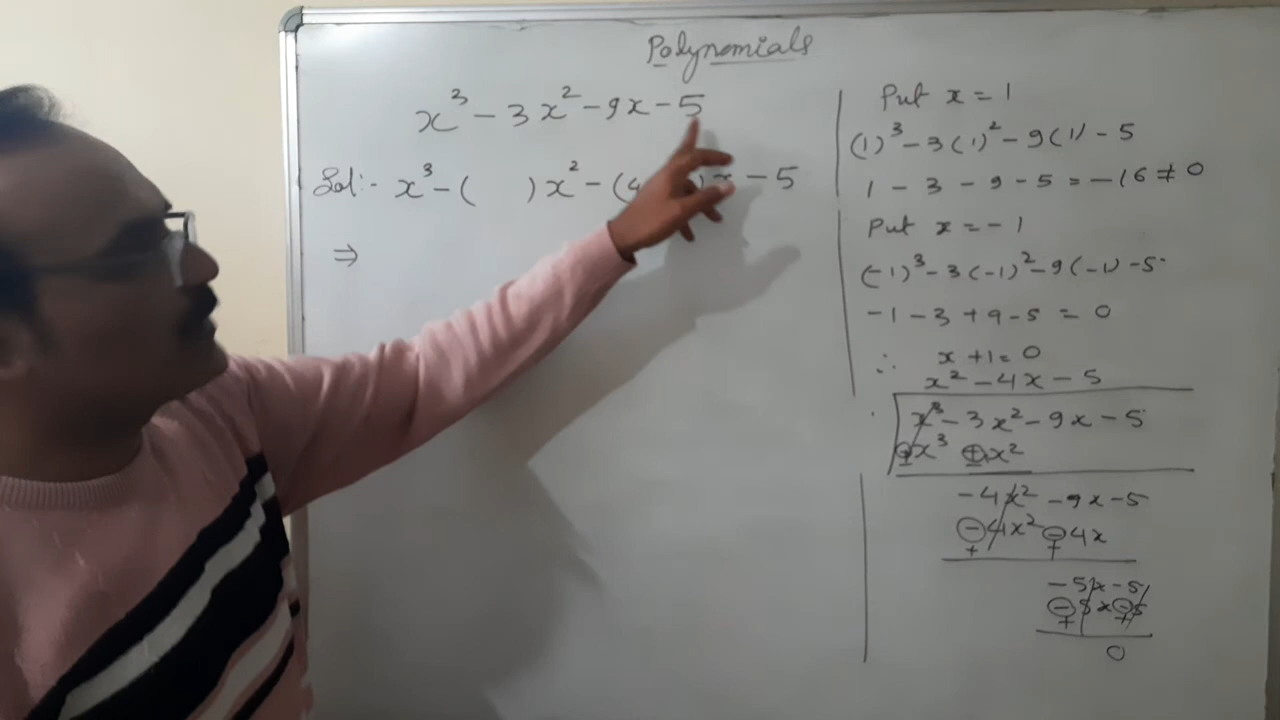 Polynomials
x³ - 3x² - 9x - 5
Sol:- x³ - ( )x² - (4 )x - 5
⇒
Put x = 1
(1)³ - 3(1)² - 9(1) - 5
1 - 3 - 9 - 5 = -16 ≠ 0
Put x = -1
(-1)³ - 3(-1)² - 9(-1) - 5
-1 - 3 + 9 - 5 = 0
∴ x + 1 = 0
x² - 4x - 5
x³ - 3x² - 9x - 5
x³ + x²
-4x² - 9x - 5
-4x² - 4x
-5x - 5
-5x - 5
0